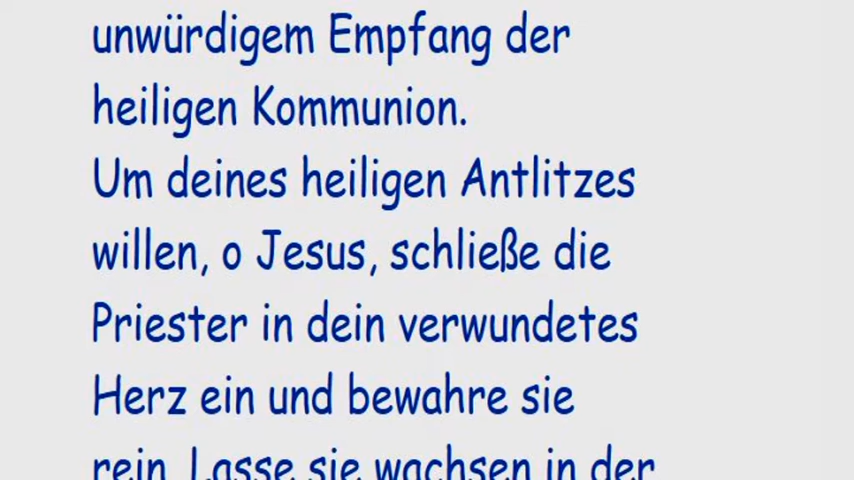 unwürdigem Empfang der
heiligen Kommunion.
Um deines heiligen Antlitzes
willen, o Jesus, schließe die
Priester in dein verwundetes
Herz ein und bewahre sie
rein. Lasse sie wachsen in der